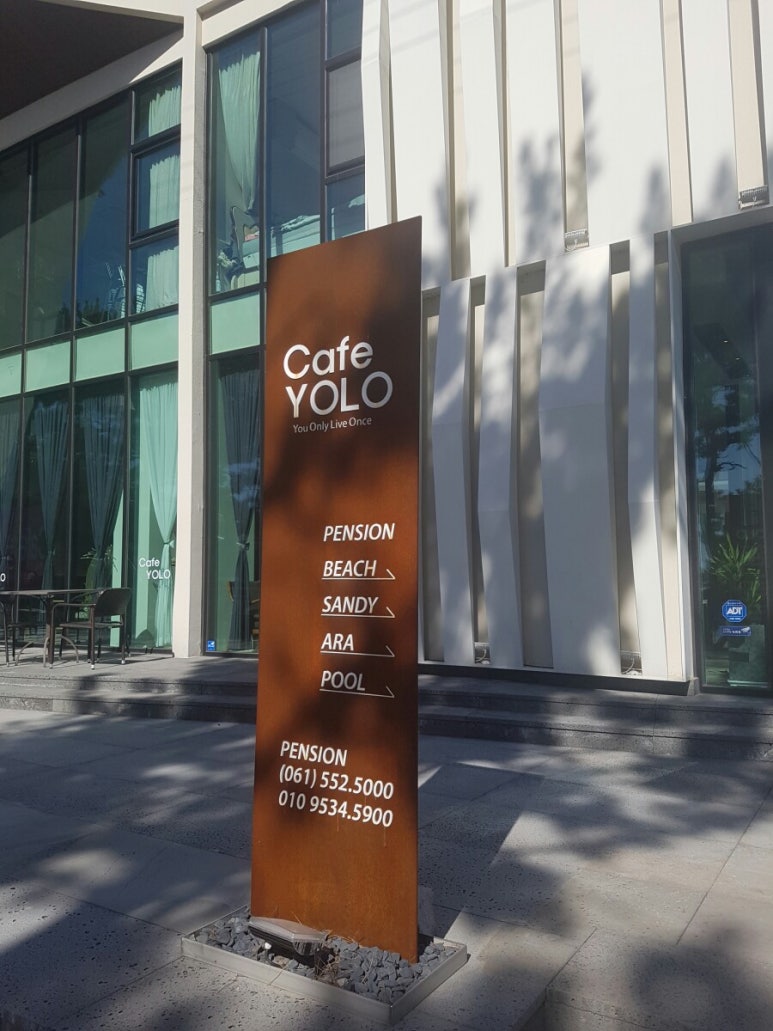 Cafe
YOLO
You Only Live Once
PENSION
BEACH
SANDY
ARA
POOL
PENSION
(061) 552.5000
010 9534.5900
Cafe
YOLO
ADT